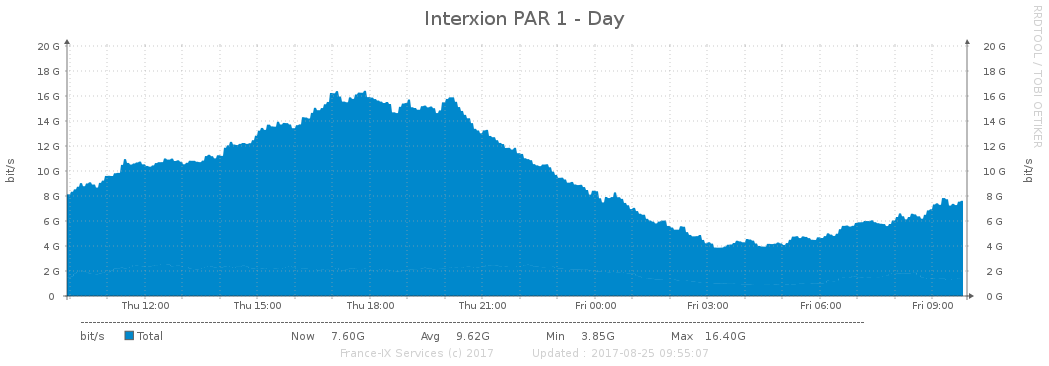 Interxion PAR 1 - Day
RRDTOOL / TOBI OETIKER
20 G 20 G
18 G 18 G
16 G 16 G
14 G 14 G
12 G 12 G
10 G 10 G
8 G 8 G
6 G 6 G
4 G 4 G
2 G 2 G
0 0 G
bit/s
bit/s
Thu 12:00 Thu 15:00 Thu 18:00 Thu 21:00 Fri 00:00 Fri 03:00 Fri 06:00 Fri 09:00
bit/s Total Now 7.60G Avg 9.62G Min 3.85G Max 16.40G
France-IX Services (c) 2017 Updated : 2017-08-25 09:55:07